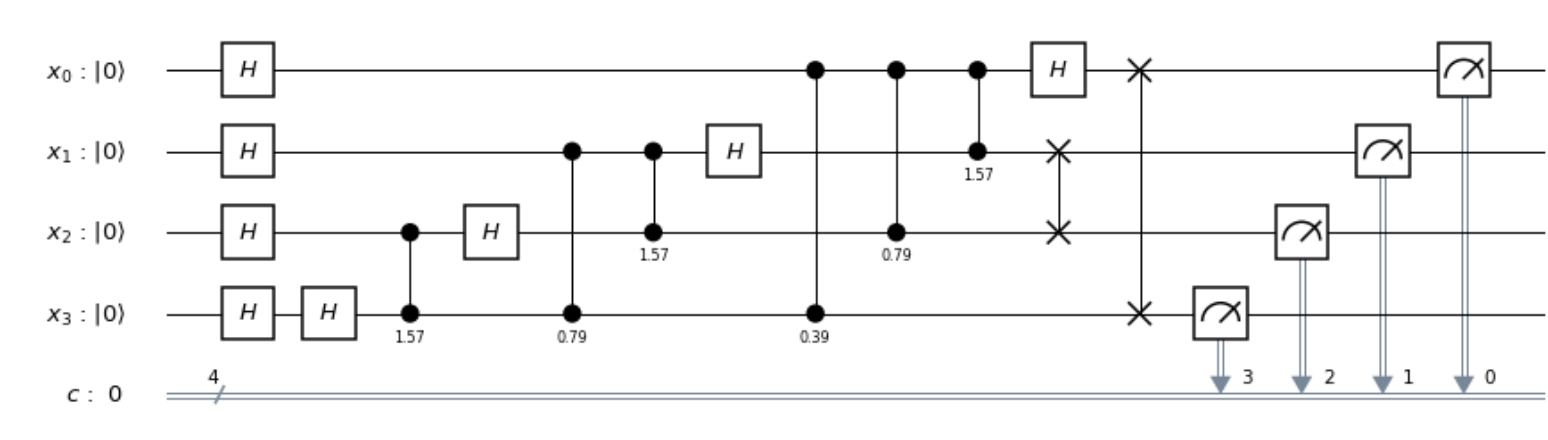 x0 : |0⟩ H H
x1 : |0⟩ H H 1.57
x2 : |0⟩ H H 1.57 0.79
x3 : |0⟩ H H 1.57 0.79 0.39
4 3 2 1 0
c : 0